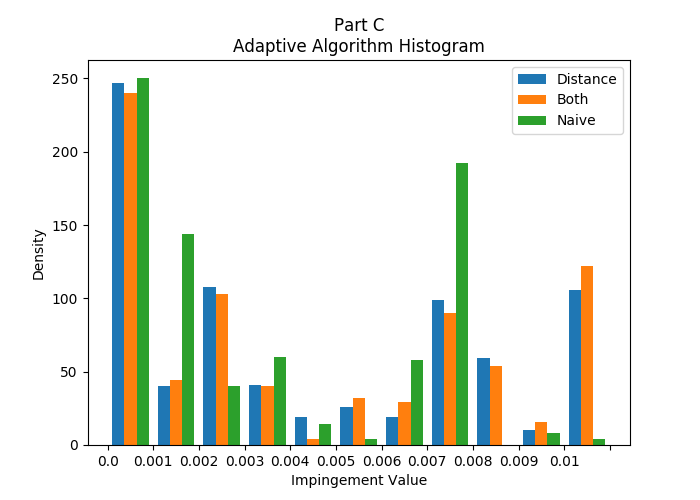 Part C
Adaptive Algorithm Histogram
Distance
Both
Naive
250
200
150
100
50
0
Density
0.0 0.001 0.002 0.003 0.004 0.005 0.006 0.007 0.008 0.009 0.01
Impingement Value